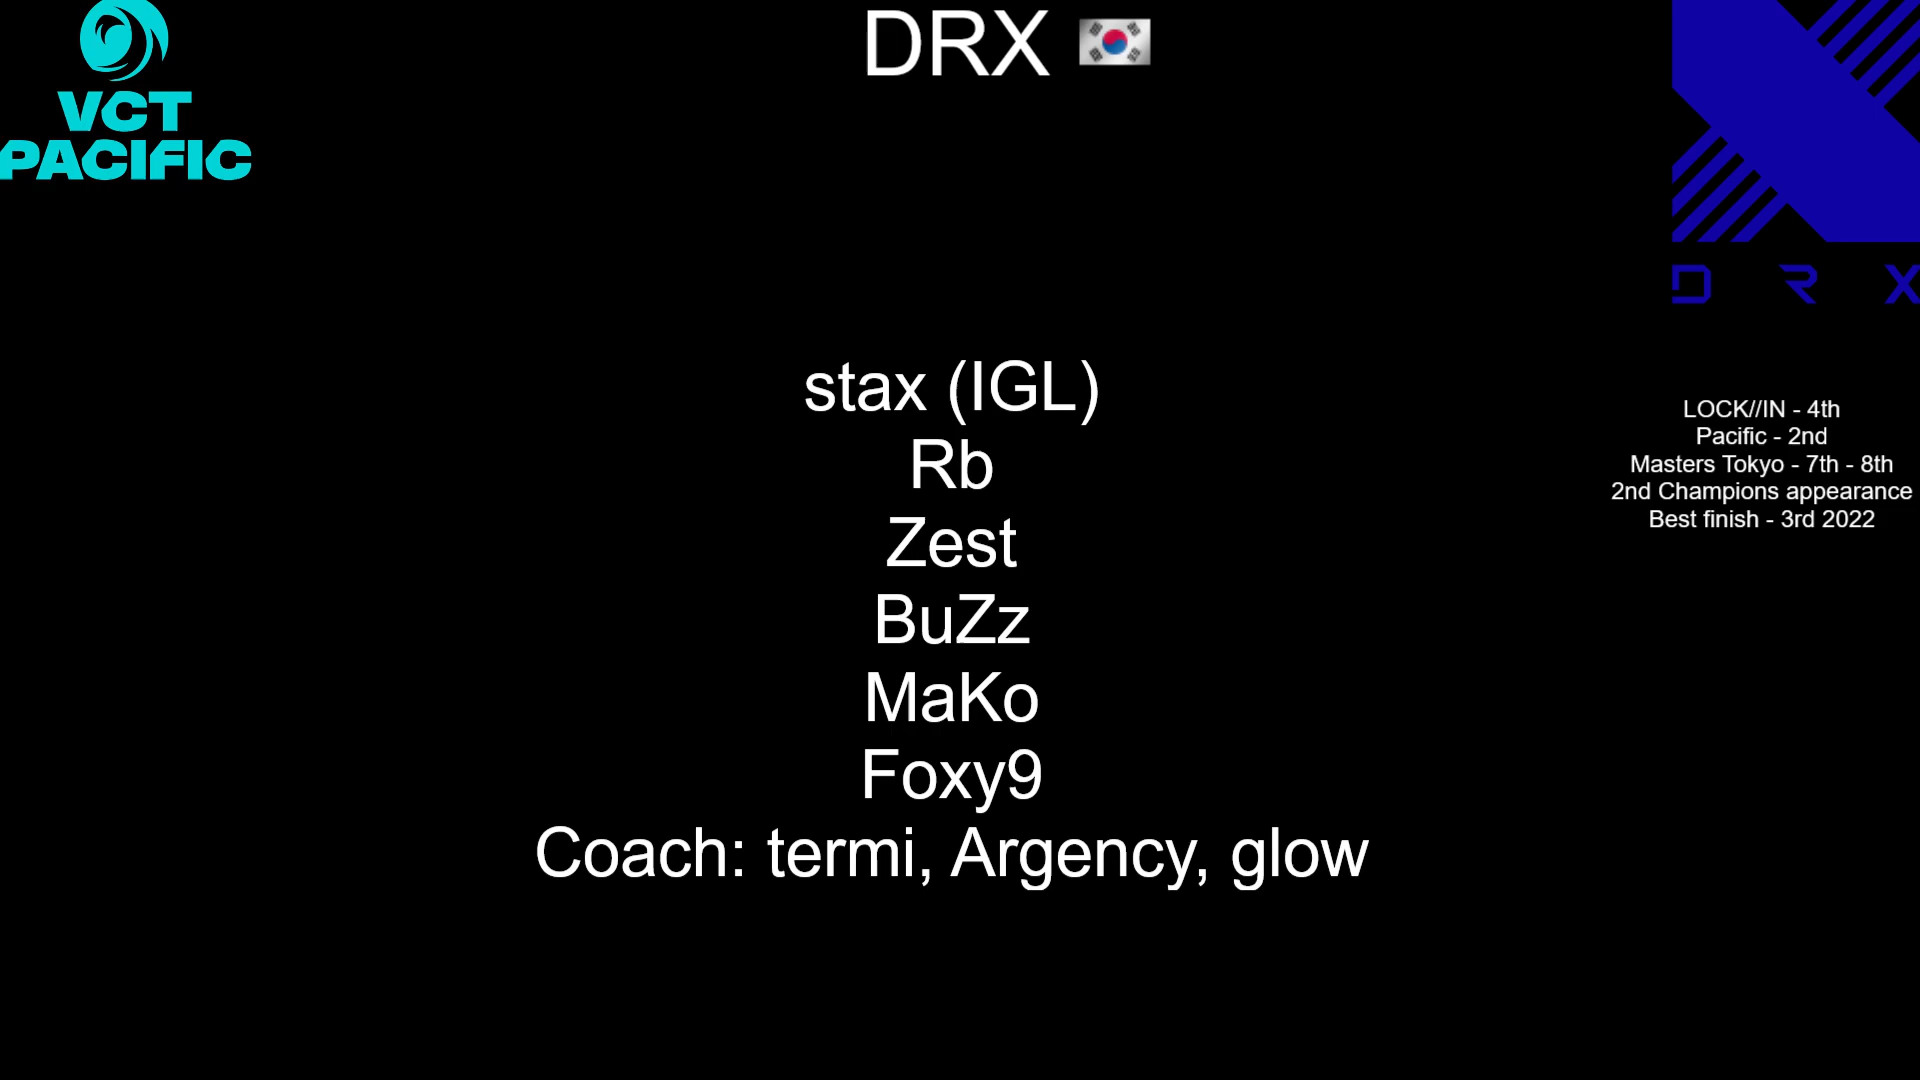 VCT
PACIFIC
DRX
DRX
stax (IGL)
Rb
Zest
BuZz
MaKo
Foxy9
Coach: termi, Argency, glow
LOCK//IN - 4th
Pacific - 2nd
Masters Tokyo - 7th - 8th
2nd Champions appearance
Best finish - 3rd 2022